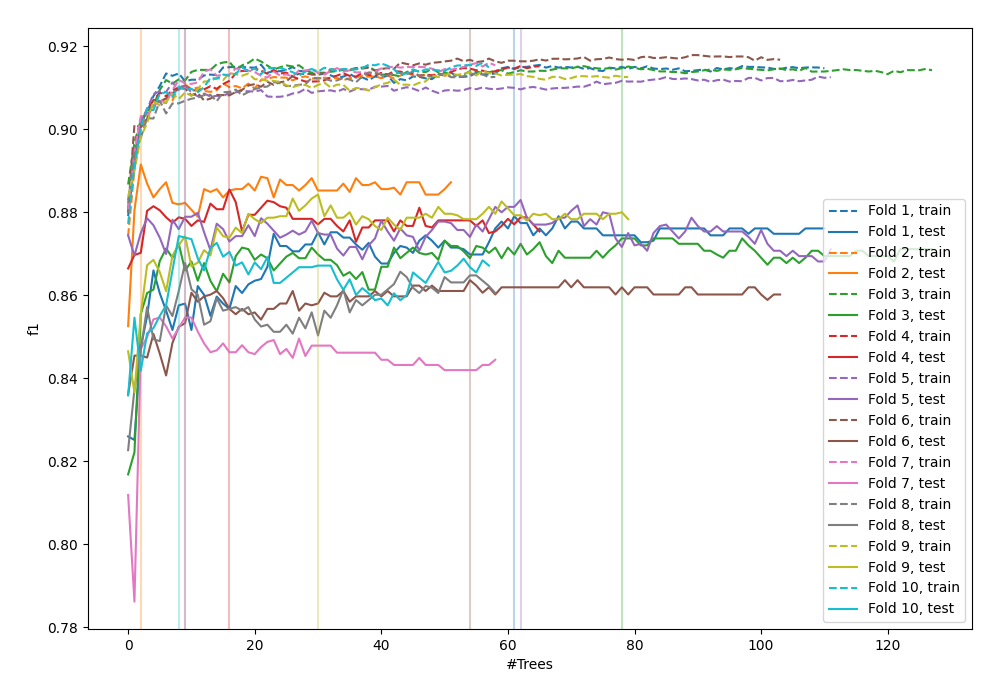 0.92
0.90
0.88
0.86
0.84
0.82
0.80
0.78
f1
0 20 40 60 80 100 120
#Trees
Fold 1, train
Fold 1, test
Fold 2, train
Fold 2, test
Fold 3, train
Fold 3, test
Fold 4, train
Fold 4, test
Fold 5, train
Fold 5, test
Fold 6, train
Fold 6, test
Fold 7, train
Fold 7, test
Fold 8, train
Fold 8, test
Fold 9, train
Fold 9, test
Fold 10, train
Fold 10, test